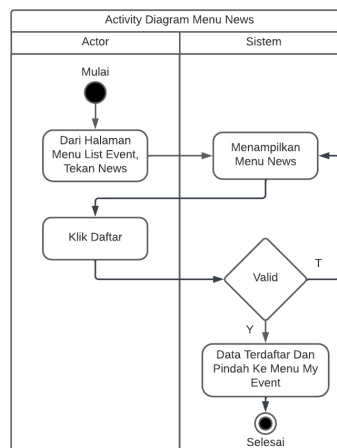 Activity Diagram Menu News
Actor
Sistem
Mulai
Dari Halaman
Menu List Event,
Tekan News
Menampilkan
Menu News
Klik Daftar
Valid
T
Y
Data Terdaftar Dan
Pindah Ke Menu My
Event
Selesai